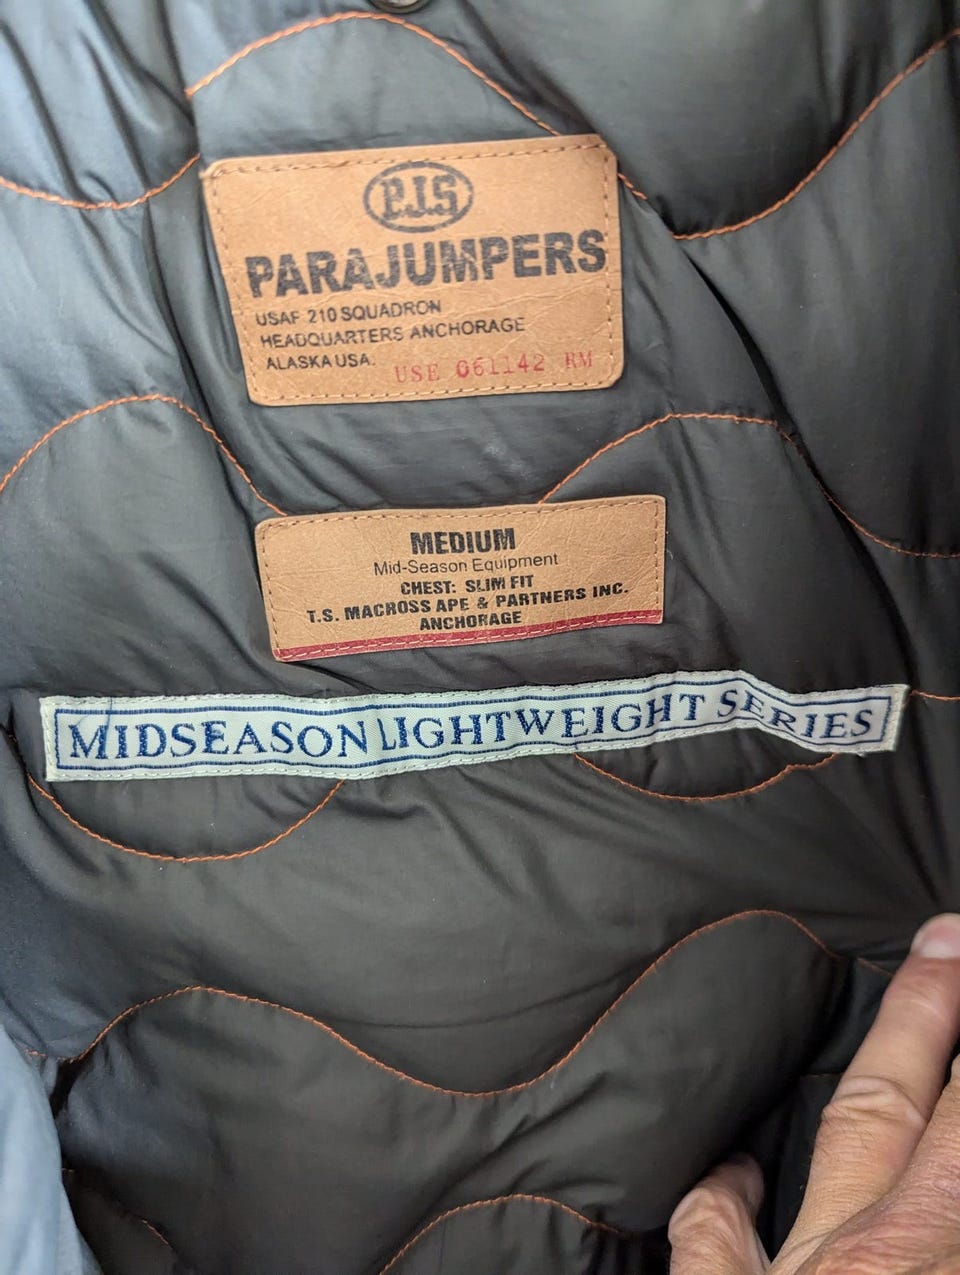 P.J.S
PARAJUMPERS
USAF 210 SQUADRON
HEADQUARTERS ANCHORAGE
ALASKA USA.
USE 061142 RM
MEDIUM
Mid-Season Equipment
CHEST: SLIM FIT
T.S. MACROSS APE & PARTNERS INC.
ANCHORAGE
MIDSEASON LIGHTWEIGHT SERIES